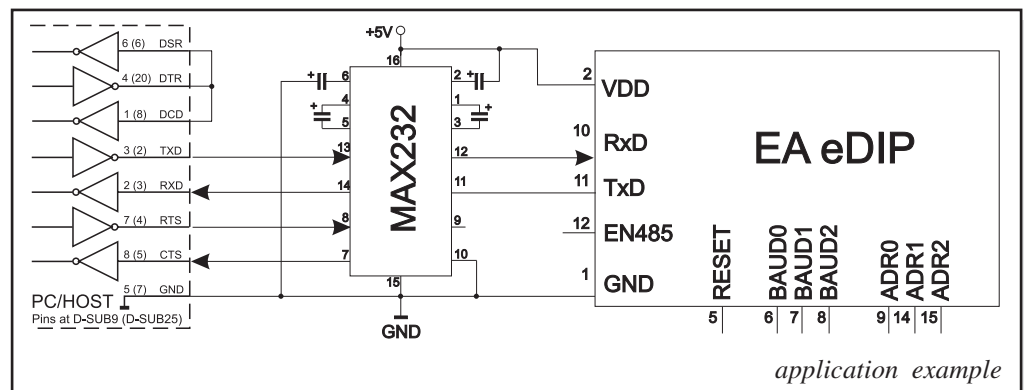 6 (6) DSR
4 (20) DTR
1 (8) DCD
3 (2) TXD
2 (3) RXD
7 (4) RTS
8 (5) CTS
5 (7) GND
PC/HOST
Pins at D-SUB9 (D-SUB25)
+5V
16
+ 6
4
+ 5
13
14
8
7
MAX232
2 +
1
3 +
12
11
9
10
15
GND
2 VDD
10 RxD
11 TxD
12 EN485
1 GND
EA eDIP
RESET
BAUD0
BAUD1
BAUD2
ADR0
ADR1
ADR2
5 6 7 8 9 14 15
application example